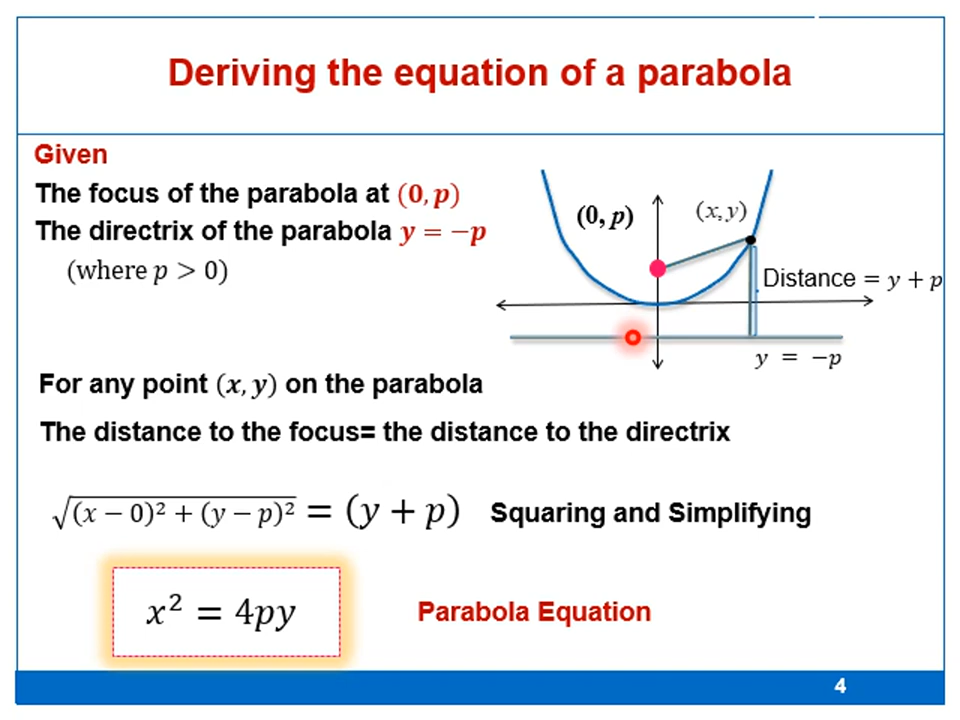 Deriving the equation of a parabola
Given
The focus of the parabola at (0, p)
The directrix of the parabola y = −p
(where p > 0)
(0, p)
(x, y)
Distance = y + p
y = −p
For any point (x, y) on the parabola
The distance to the focus= the distance to the directrix
√(x − 0)² + (y − p)² = (y + p) Squaring and Simplifying
x² = 4py
Parabola Equation
4